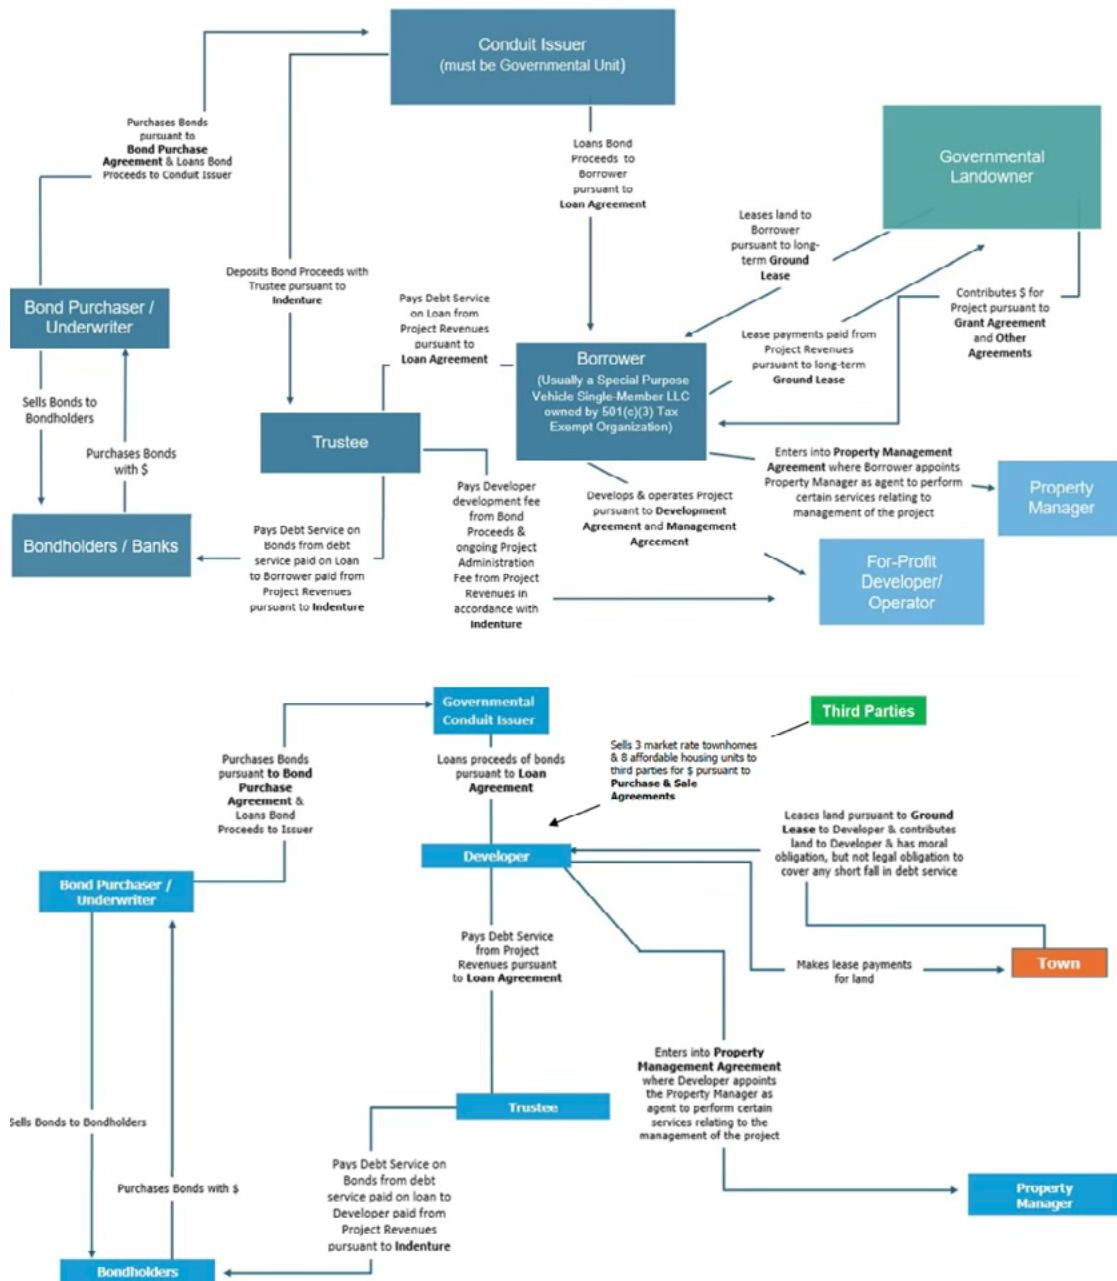 Conduit Issuer
(must be Governmental Unit)
Purchases Bonds
pursuant to
Bond Purchase
Agreement & Loans Bond
Proceeds to Conduit Issuer
Loans Bond
Proceeds to
Borrower
pursuant to
Loan Agreement
Governmental
Landowner
Leases land to
Borrower
pursuant to long-
term Ground
Lease
Deposits Bond Proceeds with
Trustee pursuant to
Indenture
Pays Debt Service
on Loan from
Project Revenues
pursuant to
Loan Agreement
Contributes $ for
Project pursuant to
Grant Agreement
and Other
Agreements
Bond Purchaser /
Underwriter
Lease payments paid from
Project Revenues
pursuant to long-term
Ground Lease
Borrower
(Usually a Special Purpose
Vehicle Single-Member LLC
owned by 501(c)(3) Tax
Exempt Organization)
Sells Bonds to
Bondholders
Trustee
Purchases Bonds
with $
Enters into Property Management
Agreement where Borrower appoints
Property Manager as agent to perform
certain services relating to
management of the project
Property
Manager
Pays Developer
development fee
from Bond
Proceeds &
ongoing Project
Administration
Fee from Project
Revenues in
accordance with
Indenture
Develops & operates Project
pursuant to Development
Agreement and Management
Agreement
Bondholders / Banks
Pays Debt Service on
Bonds from debt
service paid on Loan
to Borrower paid from
Project Revenues
pursuant to Indenture
For-Profit
Developer/
Operator
Governmental
Conduit Issuer
Third Parties
Sells 3 market rate townhomes
& 8 affordable housing units to
third parties for $ pursuant to
Purchase & Sale
Agreements
Purchases Bonds
pursuant to Bond
Purchase
Agreement &
Loans Bond
Proceeds to Issuer
Loans proceeds of bonds
pursuant to Loan
Agreement
Leases land pursuant to Ground
Lease to Developer & contributes
land to Developer & has moral
obligation, but not legal obligation to
cover any short fall in debt service
Developer
Bond Purchaser /
Underwriter
Pays Debt Service
from Project
Revenues pursuant
to Loan Agreement
Makes lease payments
for land
Town
Enters into Property
Management Agreement
where Developer appoints
the Property Manager as
agent to perform certain
services relating to the
management of the project
Trustee
Sells Bonds to Bondholders
Purchases Bonds with $
Pays Debt Service on
Bonds from debt
service paid on loan to
Developer paid from
Project Revenues
pursuant to Indenture
Property
Manager
Bondholders